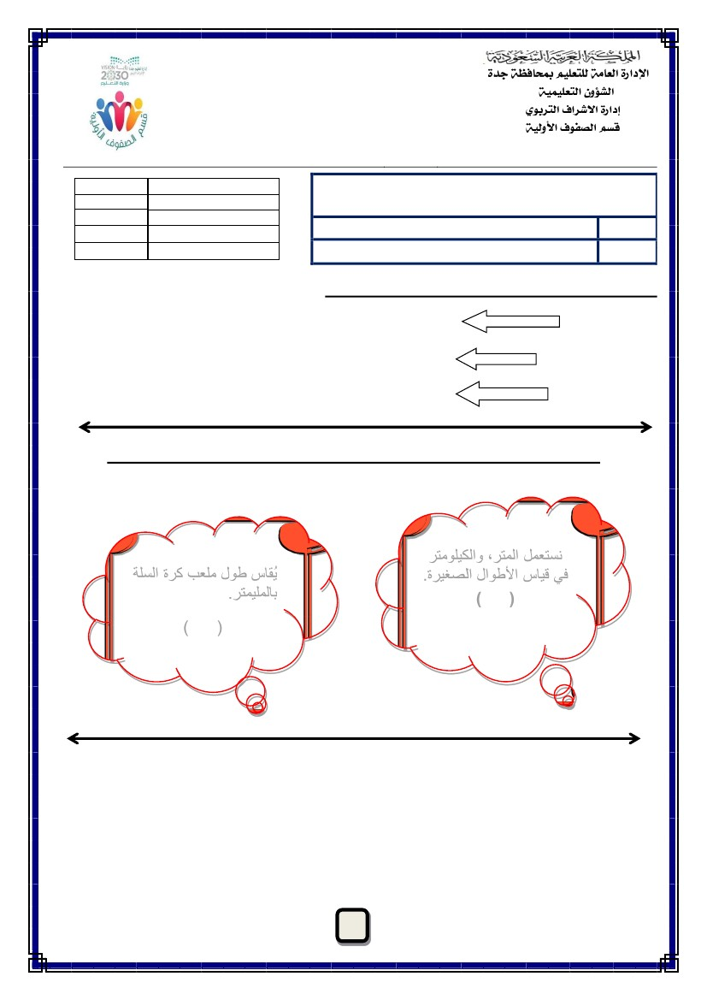 المملكة العربية السعودية
الإدارة العامة للتعليم بمحافظة جدة
الشؤون التعليمية
إدارة الاشراف التربوي
قسم الصفوف الأولية
VISION رؤية
2030
وزارة التعليم
قسم الصفوف الأولية
نستعمل المتر، والكيلومتر
في قياس الأطوال الصغيرة.
( )
يُقاس طول ملعب كرة السلة
بالمليمتر.
( )